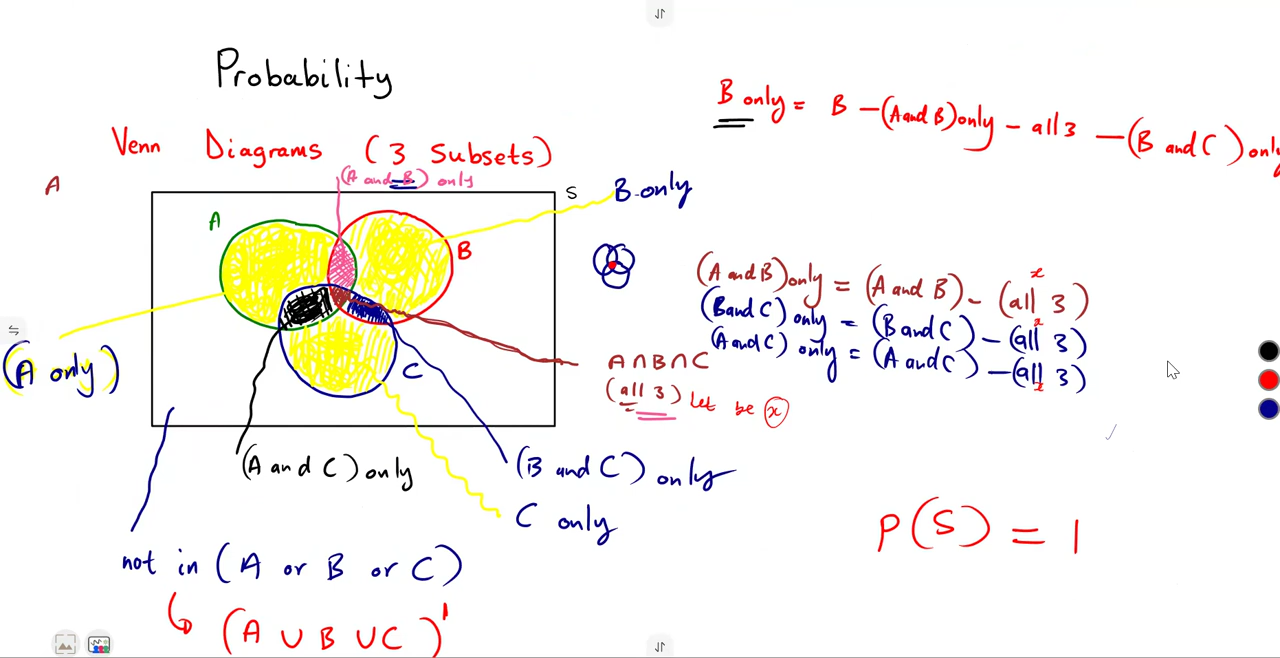 Probability
B only = B - (A and B) only - all 3 - (B and C) only
Venn Diagrams (3 Subsets)
A
(A and B) only
S
B only
A
B
(A and B) only = (A and B) - (all 3)
x
(B and C) only = (B and C) - (all 3)
x
(A and C) only = (A and C) - (all 3)
x
(A only)
C
A∩B∩C
(all 3) let be x
(A and C) only
(B and C) only
C only
P(S) = 1
not in (A or B or C)
(A ∪ B ∪ C)'